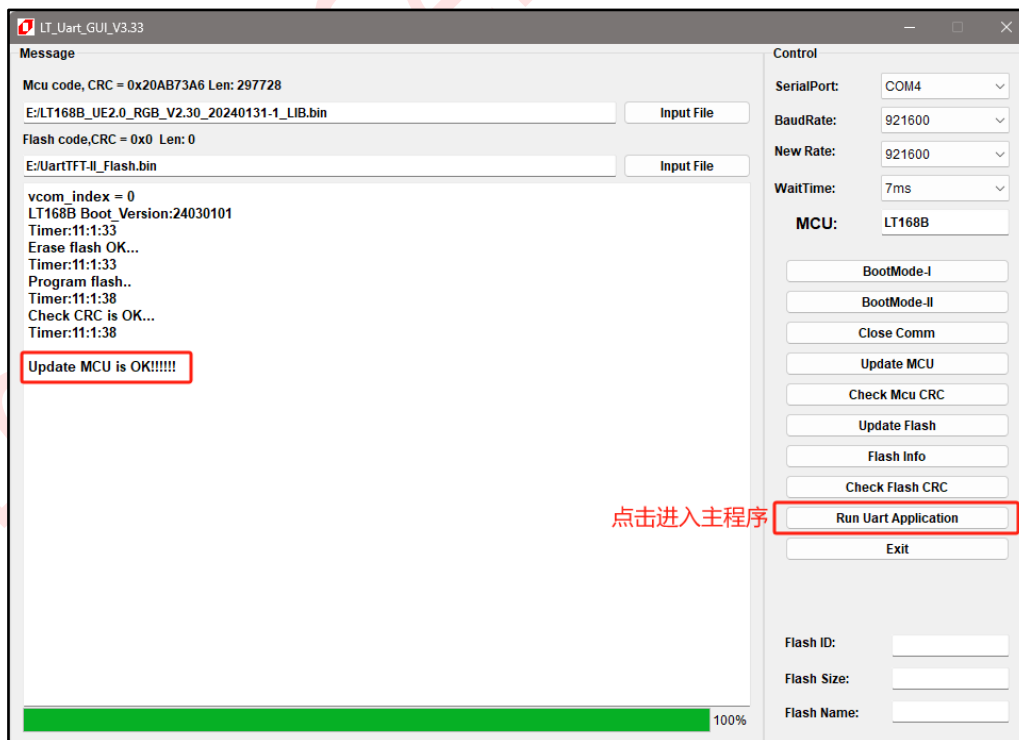 LT_Uart_GUI_V3.33
Message
Mcu code, CRC = 0x20AB73A6 Len: 297728
E:/LT168B_UE2.0_RGB_V2.30_20240131-1_LIB.bin
Input File
Flash code,CRC = 0x0 Len: 0
E:/UartTFT-II_Flash.bin
Input File
vcom_index = 0
LT168B Boot_Version:24030101
Timer:11:1:33
Erase flash OK...
Timer:11:1:33
Program flash..
Timer:11:1:38
Check CRC is OK...
Timer:11:1:38
Update MCU is OK!!!!!!
100%
Control
SerialPort: COM4
BaudRate: 921600
New Rate: 921600
WaitTime: 7ms
MCU: LT168B
BootMode-I
BootMode-II
Close Comm
Update MCU
Check Mcu CRC
Update Flash
Flash Info
Check Flash CRC
点击进入主程序
Run Uart Application
Exit
Flash ID:
Flash Size:
Flash Name: